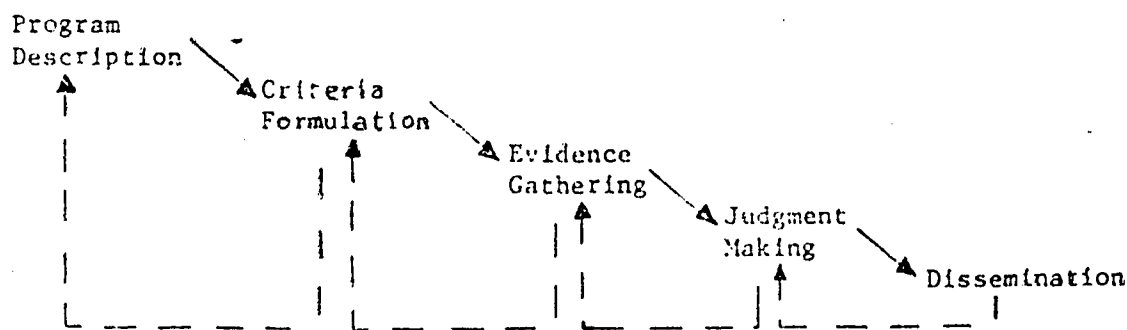 Program
Description
Criteria
Formulation
Evidence
Gathering
Judgment
Making
Dissemination